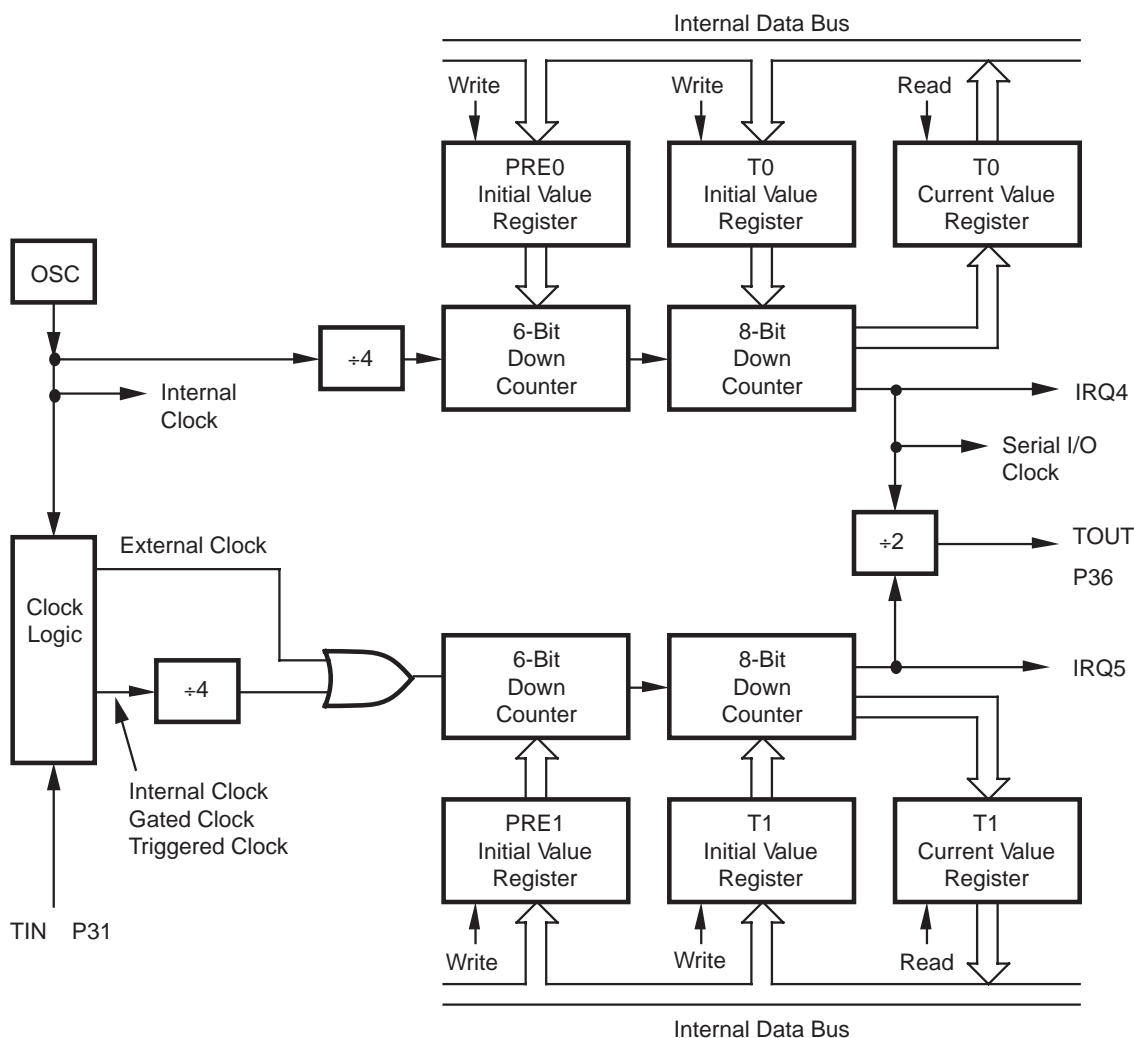 Internal Data Bus
Write
Write
Read
PRE0
Initial Value
Register
T0
Initial Value
Register
T0
Current Value
Register
OSC
÷4
6-Bit
Down
Counter
8-Bit
Down
Counter
Internal
Clock
IRQ4
Serial I/O
Clock
÷2
TOUT
P36
External Clock
Clock
Logic
÷4
6-Bit
Down
Counter
8-Bit
Down
Counter
IRQ5
Internal Clock
Gated Clock
Triggered Clock
PRE1
Initial Value
Register
T1
Initial Value
Register
T1
Current Value
Register
TIN P31
Write
Write
Read
Internal Data Bus